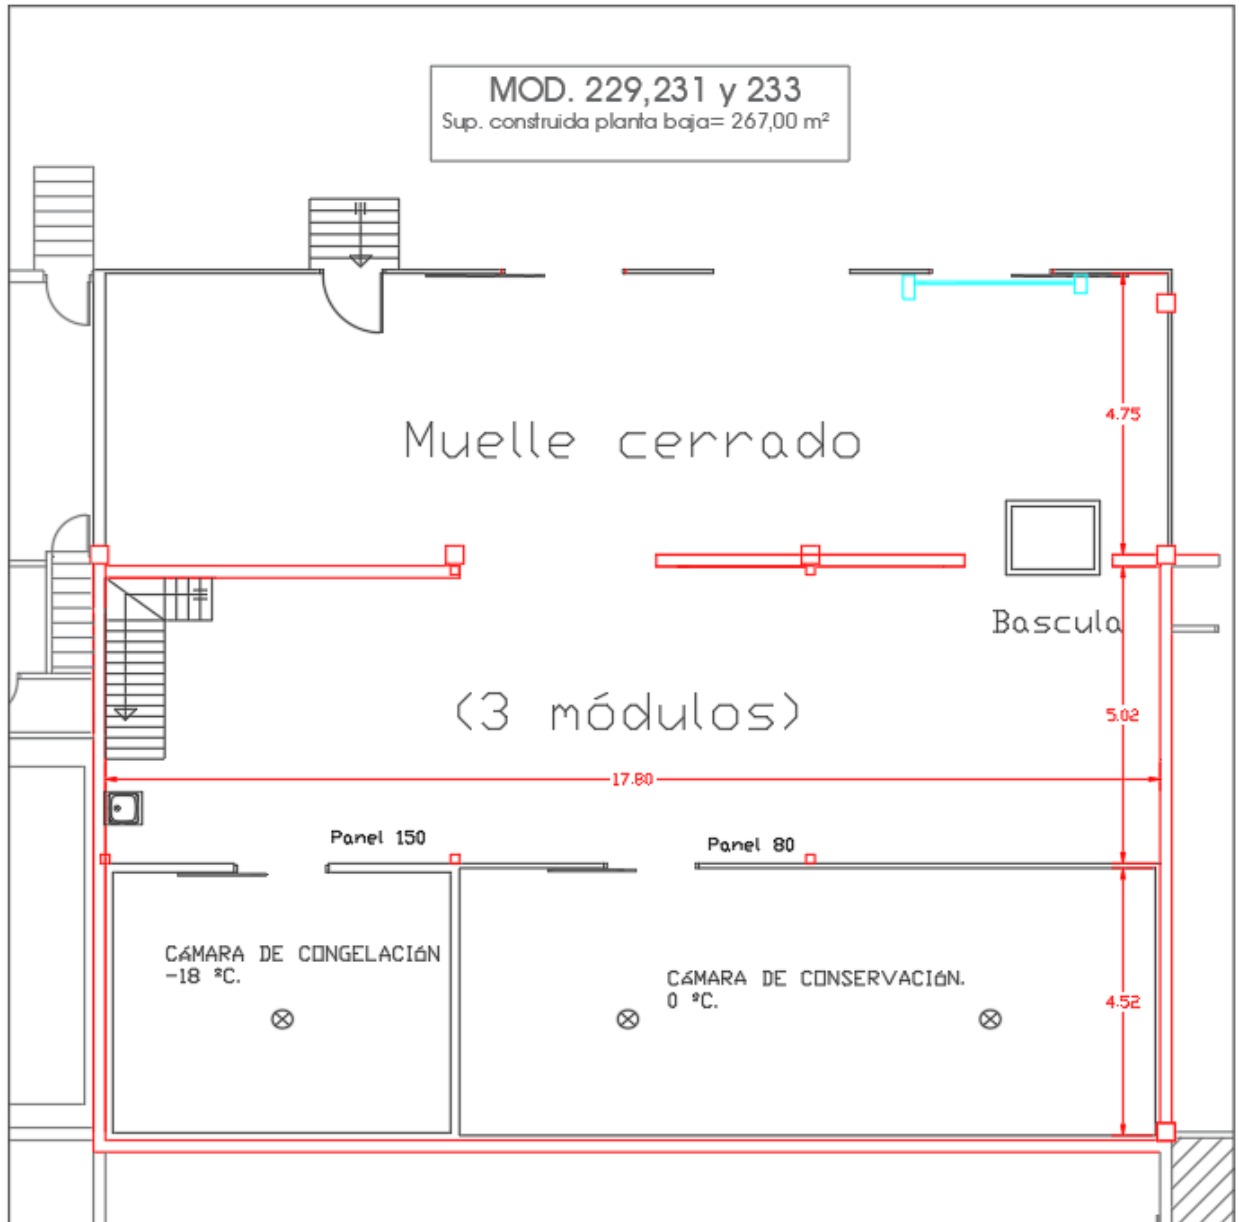 MOD. 229,231 y 233
Sup. construida planta baja= 267,00 m²
4.75
Muelle cerrado
Bascula
(3 módulos)
5.02
17.80
Panel 150
Panel 80
CáMARA DE CONGELACIóN
-18 ºC.
CáMARA DE CONSERVACIóN.
0 ºC.
4.52